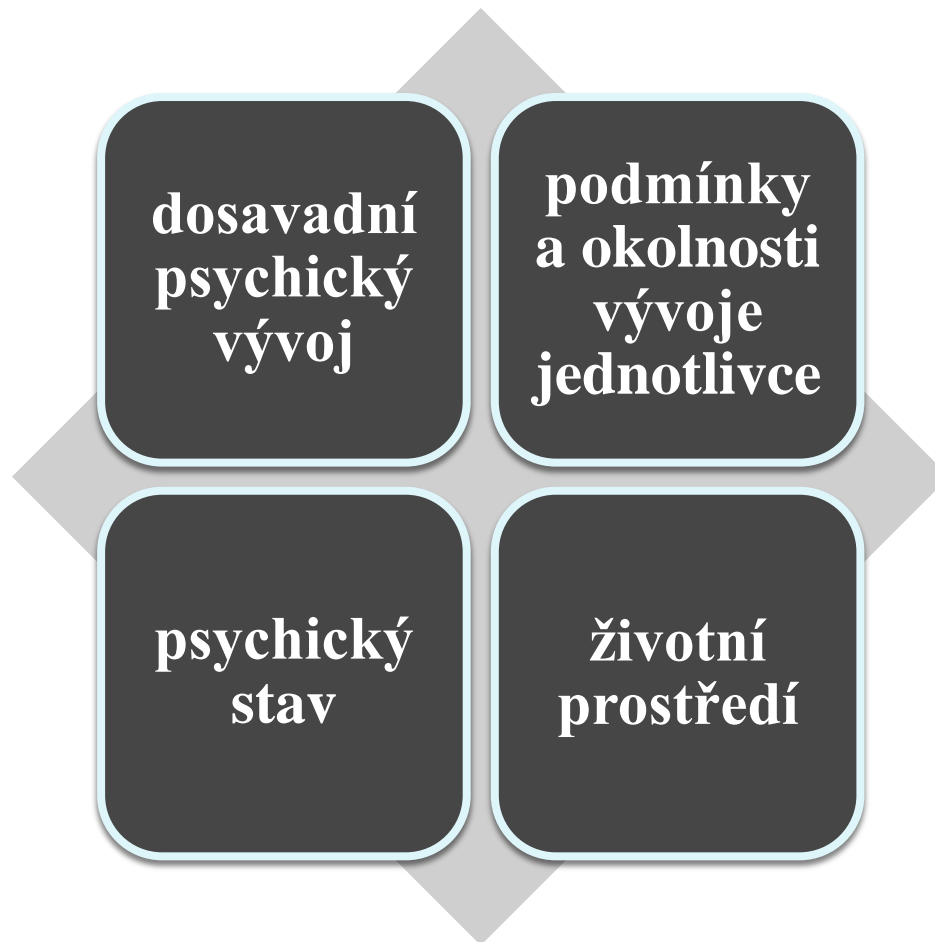 dosavadní
psychický
vývoj
podmínky
a okolnosti
vývoje
jednotlivce
psychický
stav
životní
prostředí